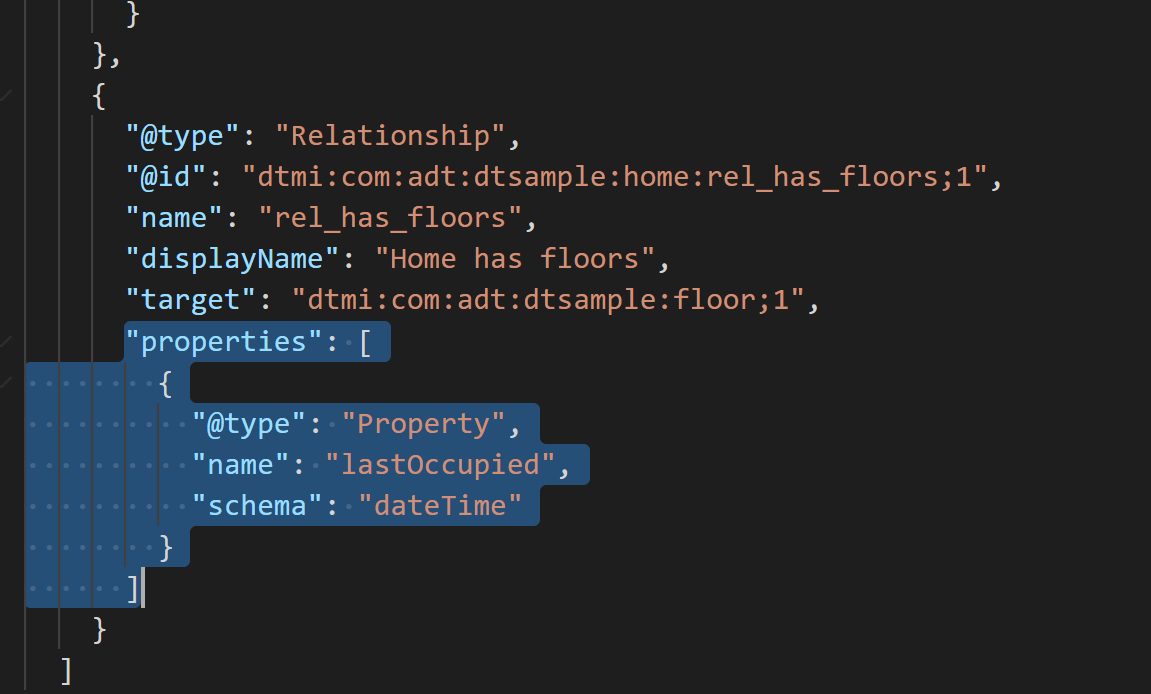 }
},
{
"@type": "Relationship",
"@id": "dtmi:com:adt:dtsample:home:rel_has_floors;1",
"name": "rel_has_floors",
"displayName": "Home has floors",
"target": "dtmi:com:adt:dtsample:floor;1",
"properties": [
{
"@type": "Property",
"name": "lastOccupied",
"schema": "dateTime"
}
]
}
]